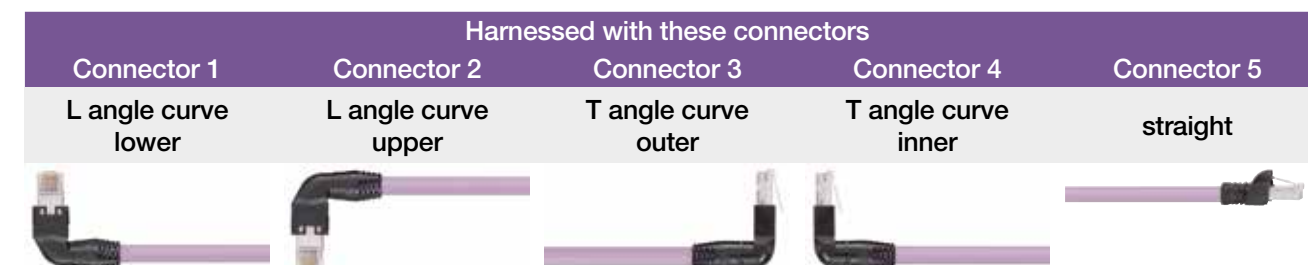 Harnessed with these connectors
Connector 1 Connector 2 Connector 3 Connector 4 Connector 5
L angle curve lower
L angle curve upper
T angle curve outer
T angle curve inner
straight